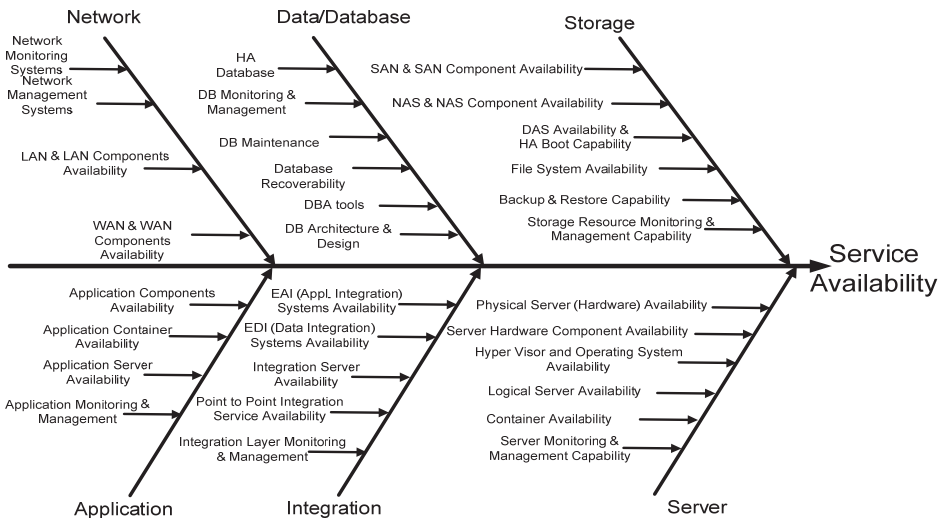 Network
Network
Monitoring
Systems
Network
Management
Systems
LAN & LAN Components
Availability
WAN & WAN
Components
Availability
Data/Database
HA
Database
DB Monitoring &
Management
DB Maintenance
Database
Recoverability
DBA tools
DB Architecture &
Design
Storage
SAN & SAN Component Availability
NAS & NAS Component Availability
DAS Availability &
HA Boot Capability
File System Availability
Backup & Restore Capability
Storage Resource Monitoring &
Management Capability
Service
Availability
Application Components
Availability
Application Container
Availability
Application Server
Availability
Application Monitoring &
Management
Application
EAI (Appl. Integration)
Systems Availability
EDI (Data Integration)
Systems Availability
Integration Server
Availability
Point to Point Integration
Service Availability
Integration Layer Monitoring
& Management
Integration
Physical Server (Hardware) Availability
Server Hardware Component Availability
Hyper Visor and Operating System
Availability
Logical Server Availability
Container Availability
Server Monitoring &
Management Capability
Server